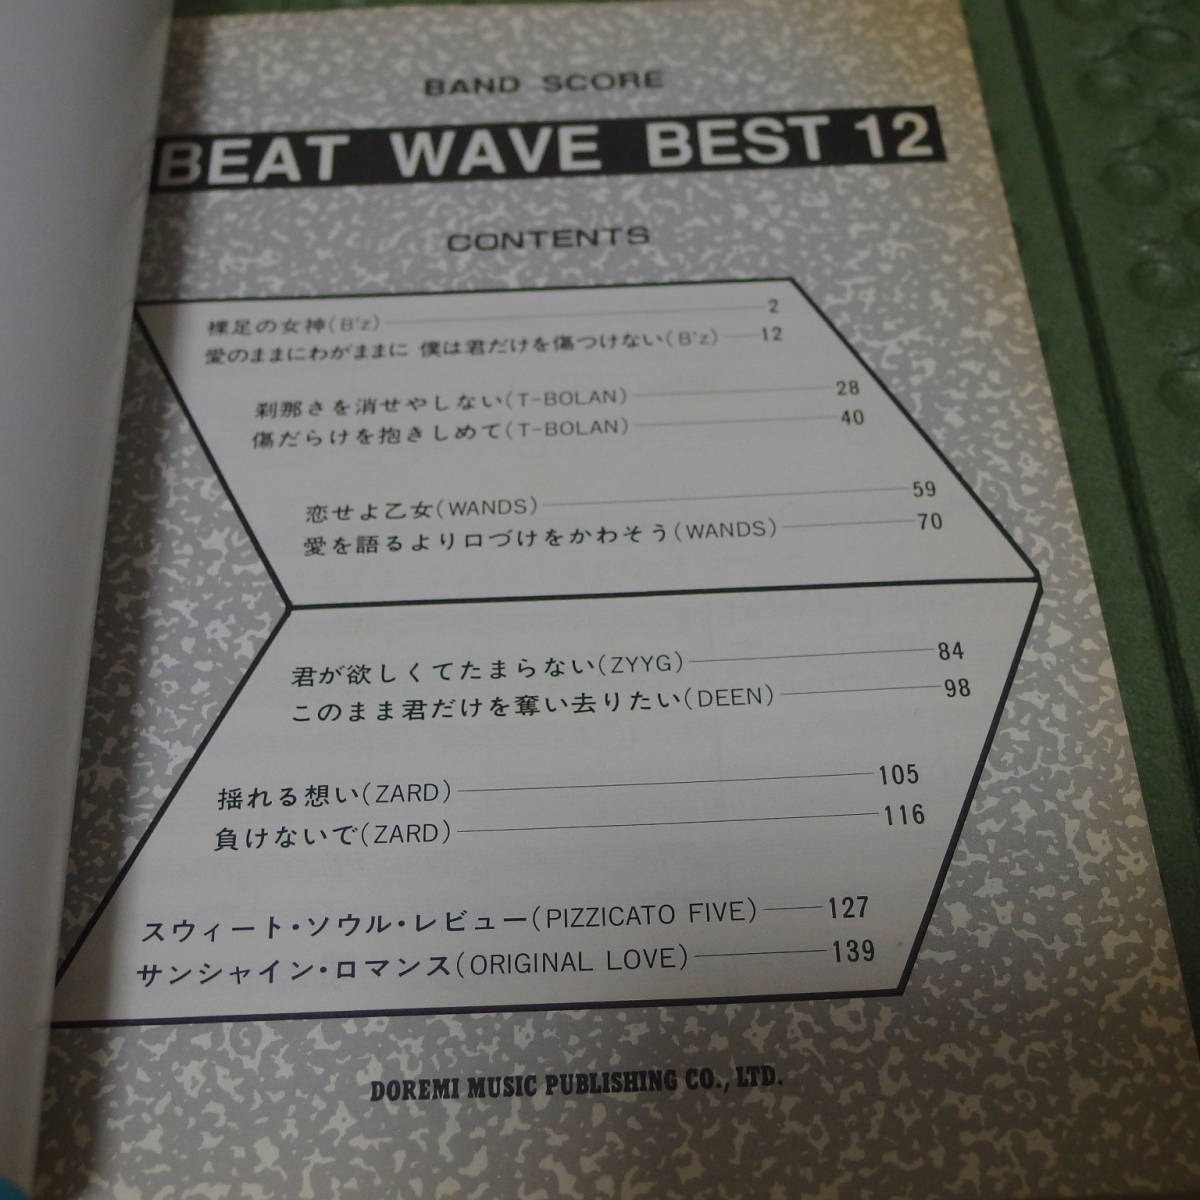 BAND SCORE
BEAT WAVE BEST 12
CONTENTS
裸足の女神(B'z) 2
愛のままにわがままに 僕は君だけを傷つけない(B'z) 12
刹那さを消せやしない(T-BOLAN) 28
傷だらけを抱きしめて(T-BOLAN) 40
恋せよ乙女(WANDS) 59
愛を語るより口づけをかわそう(WANDS) 70
君が欲しくてたまらない(ZYYG) 84
このまま君だけを奪い去りたい(DEEN) 98
揺れる想い(ZARD) 105
負けないで(ZARD) 116
スウィート・ソウル・レビュー(PIZZICATO FIVE) 127
サンシャイン・ロマンス(ORIGINAL LOVE) 139
DOREMI MUSIC PUBLISHING CO., LTD.